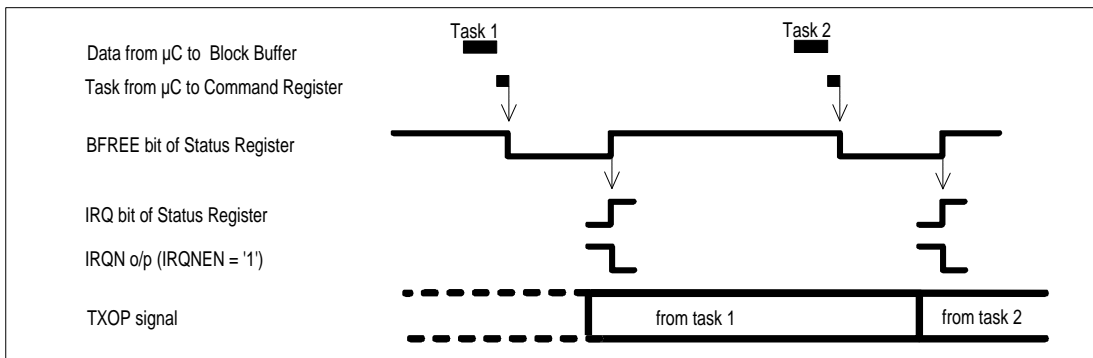 Task 1
Task 2
Data from µC to Block Buffer
Task from µC to Command Register
BFREE bit of Status Register
IRQ bit of Status Register
IRQN o/p (IRQNEN = '1')
TXOP signal
from task 1
from task 2